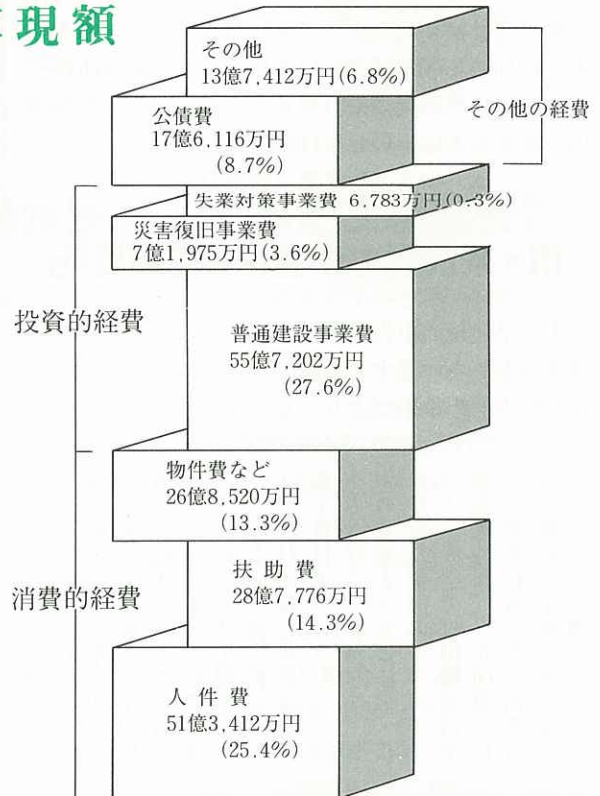 現額
その他
13億7,412万円(6.8%)
その他の経費
公債費
17億6,116万円
(8.7%)
失業対策事業費 6,783万円(0.3%)
災害復旧事業費
7億1,975万円(3.6%)
投資的経費
普通建設事業費
55億7,202万円
(27.6%)
物件費など
26億8,520万円
(13.3%)
消費的経費
扶助費
28億7,776万円
(14.3%)
人件費
51億3,412万円
(25.4%)